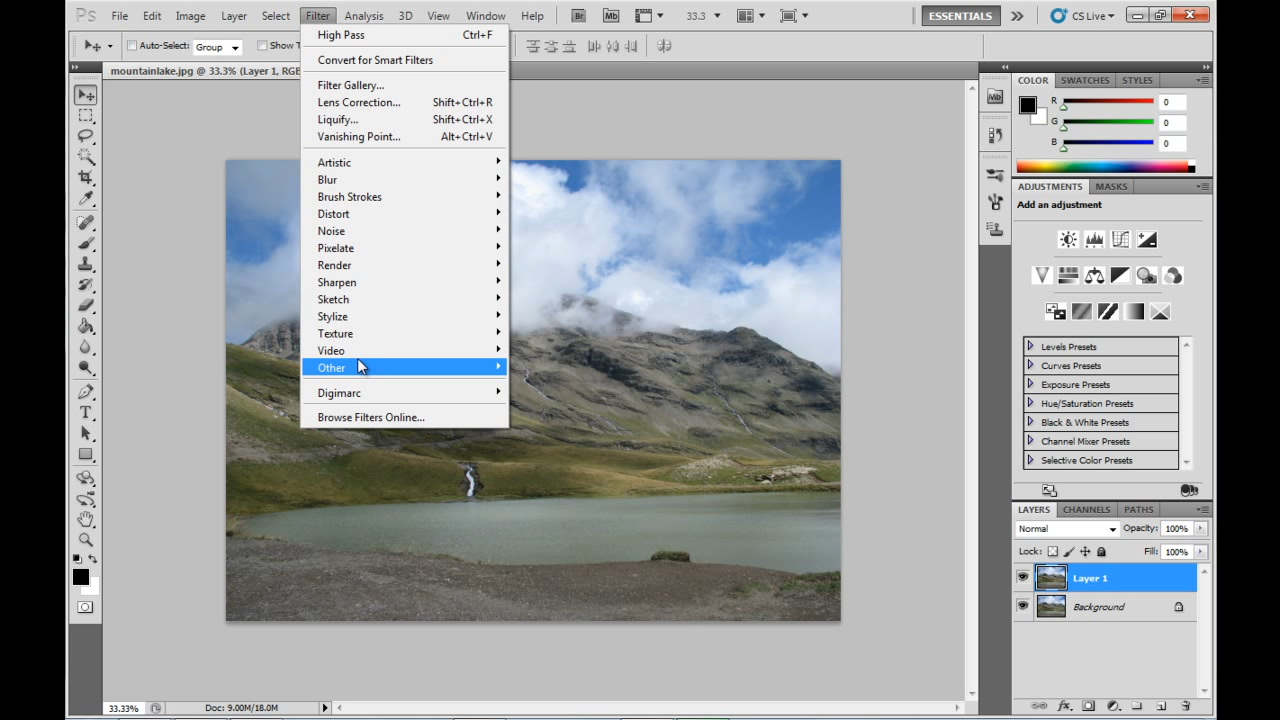 Ps File Edit Image Layer Select Filter Analysis 3D View Window Help Br Mb 33.3 ESSENTIALS CS Live
Auto-Select: Group Show T
mountainlake.jpg @ 33.3% (Layer 1, RGB
High Pass Ctrl+F
Convert for Smart Filters
Filter Gallery...
Lens Correction... Shift+Ctrl+R
Liquify... Shift+Ctrl+X
Vanishing Point... Alt+Ctrl+V
Artistic
Blur
Brush Strokes
Distort
Noise
Pixelate
Render
Sharpen
Sketch
Stylize
Texture
Video
Other
Digimarc
Browse Filters Online...
T
33.33% Doc: 9.00M/18.0M
Mb
COLOR SWATCHES STYLES
R 0
G 0
B 0
ADJUSTMENTS MASKS
Add an adjustment
Levels Presets
Curves Presets
Exposure Presets
Hue/Saturation Presets
Black & White Presets
Channel Mixer Presets
Selective Color Presets
LAYERS CHANNELS PATHS
Normal Opacity: 100%
Lock: Fill: 100%
Layer 1
Background
fx